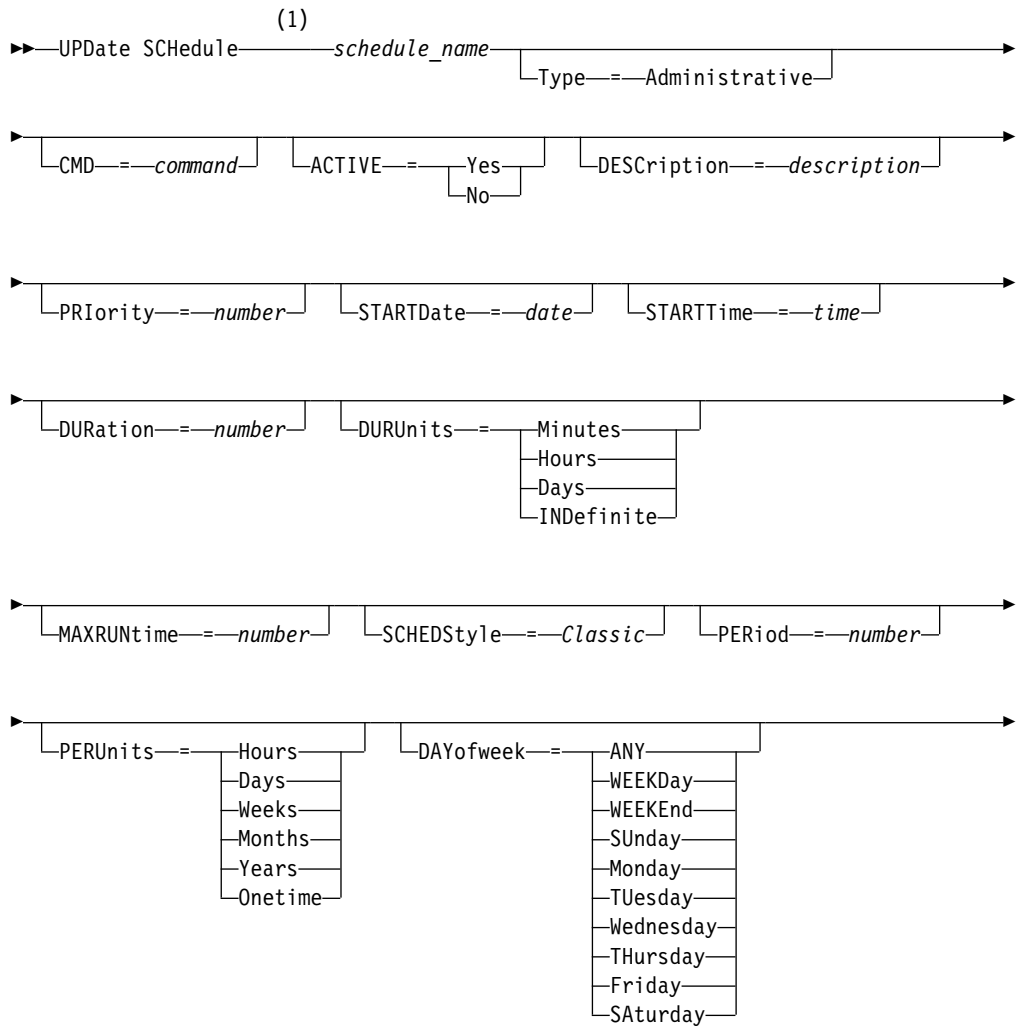 (1)
UPDate SCHedule schedule_name
Type = Administrative
CMD = command ACTIVE = Yes DESCription = description
No
PRIority = number STARTDate = date STARTTime = time
DURation = number DURUnits = Minutes
Hours
Days
INDefinite
MAXRUNtime = number SCHEDStyle = Classic PERiod = number
PERUnits = Hours DAYofweek = ANY
Days WEEKDay
Weeks WEEKEnd
Months SUnday
Years Monday
Onetime TUesday
Wednesday
THursday
Friday
SAturday